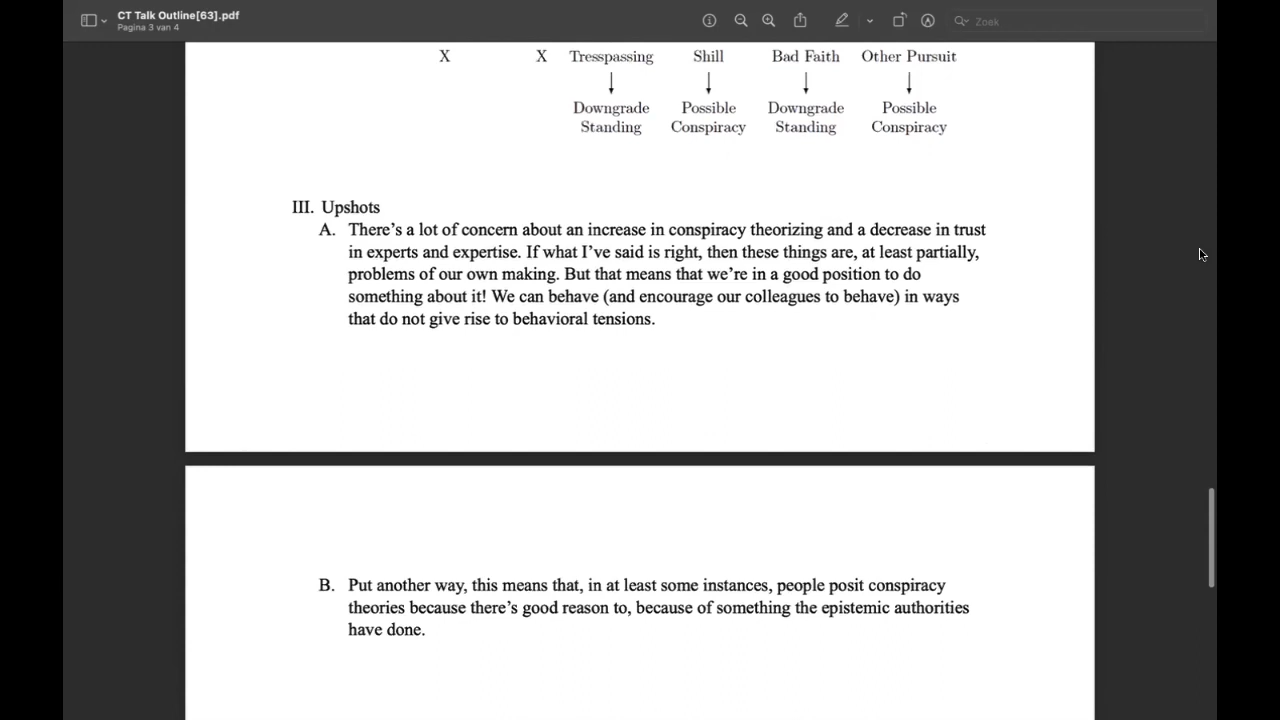 CT Talk Outline[63].pdf
Pagina 3 van 4
Zoek
X X Tresspassing Shill Bad Faith Other Pursuit
Downgrade Possible Downgrade Possible
Standing Conspiracy Standing Conspiracy
III. Upshots
A. There’s a lot of concern about an increase in conspiracy theorizing and a decrease in trust
in experts and expertise. If what I’ve said is right, then these things are, at least partially,
problems of our own making. But that means that we’re in a good position to do
something about it! We can behave (and encourage our colleagues to behave) in ways
that do not give rise to behavioral tensions.
B. Put another way, this means that, in at least some instances, people posit conspiracy
theories because there’s good reason to, because of something the epistemic authorities
have done.